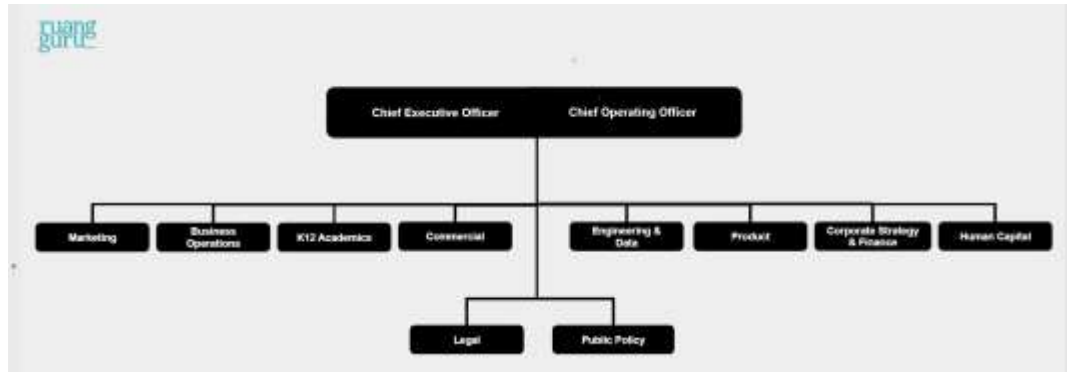 ruang
guru
Chief Executive Officer
Chief Operating Officer
Marketing
Business
Operations
K12 Academics
Commercial
Engineering &
Data
Product
Corporate Strategy
& Finance
Human Capital
Legal
Public Policy